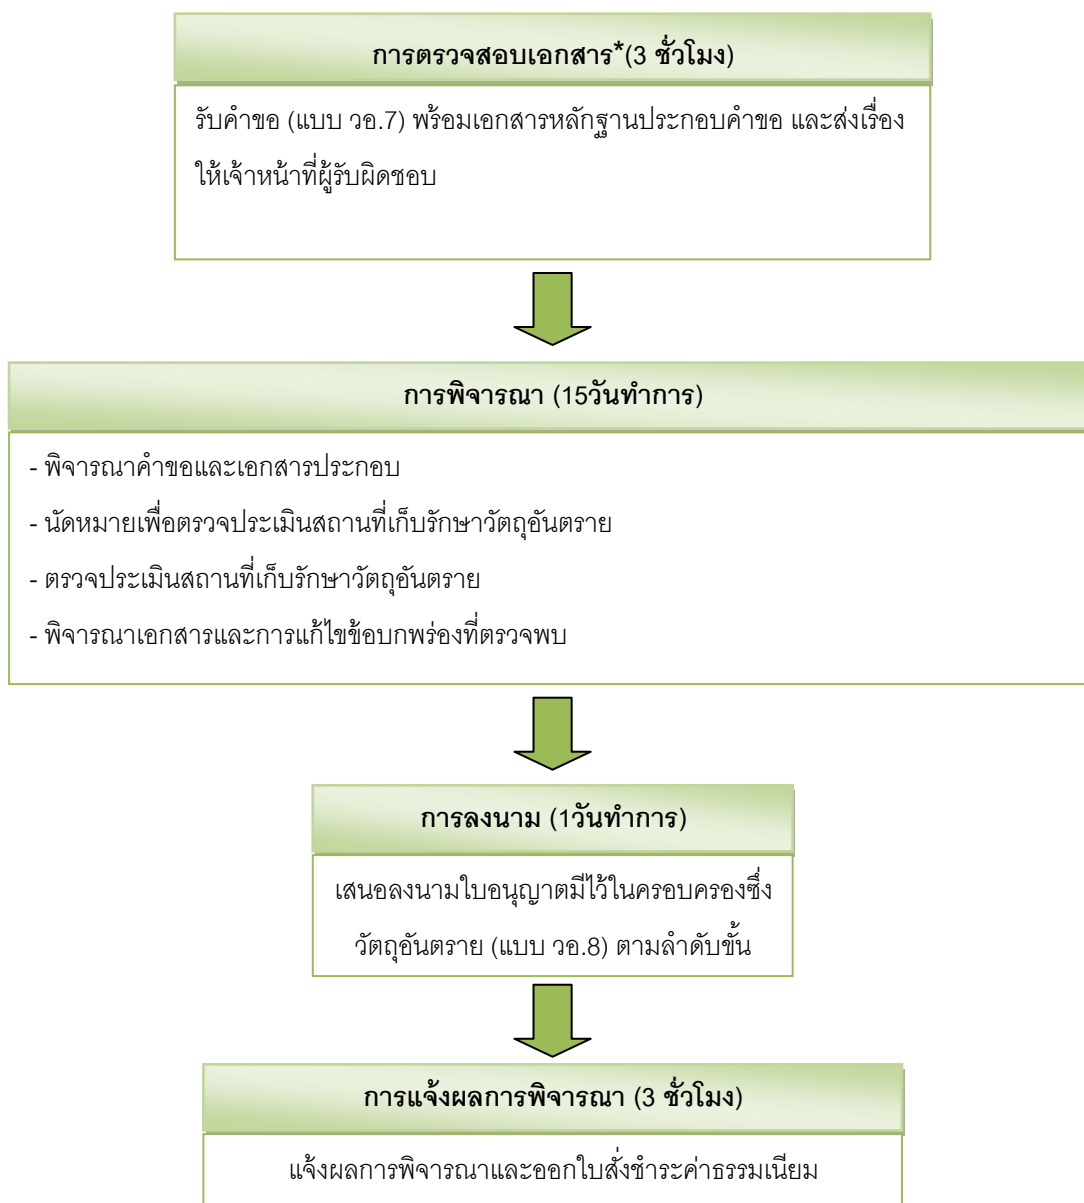 การตรวจสอบเอกสาร*(3 ชั่วโมง)
รับคำขอ (แบบ วอ.7) พร้อมเอกสารหลักฐานประกอบคำขอ และส่งเรื่อง
ให้เจ้าหน้าที่ผู้รับผิดชอบ
การพิจารณา (15วันทำการ)
- พิจารณาคำขอและเอกสารประกอบ
- นัดหมายเพื่อตรวจประเมินสถานที่เก็บรักษาวัตถุอันตราย
- ตรวจประเมินสถานที่เก็บรักษาวัตถุอันตราย
- พิจารณาเอกสารและการแก้ไขข้อบกพร่องที่ตรวจพบ
การลงนาม (1วันทำการ)
เสนอลงนามใบอนุญาตมีไว้ในครอบครองซึ่ง
วัตถุอันตราย (แบบ วอ.8) ตามลำดับขั้น
การแจ้งผลการพิจารณา (3 ชั่วโมง)
แจ้งผลการพิจารณาและออกใบสั่งชำระค่าธรรมเนียม